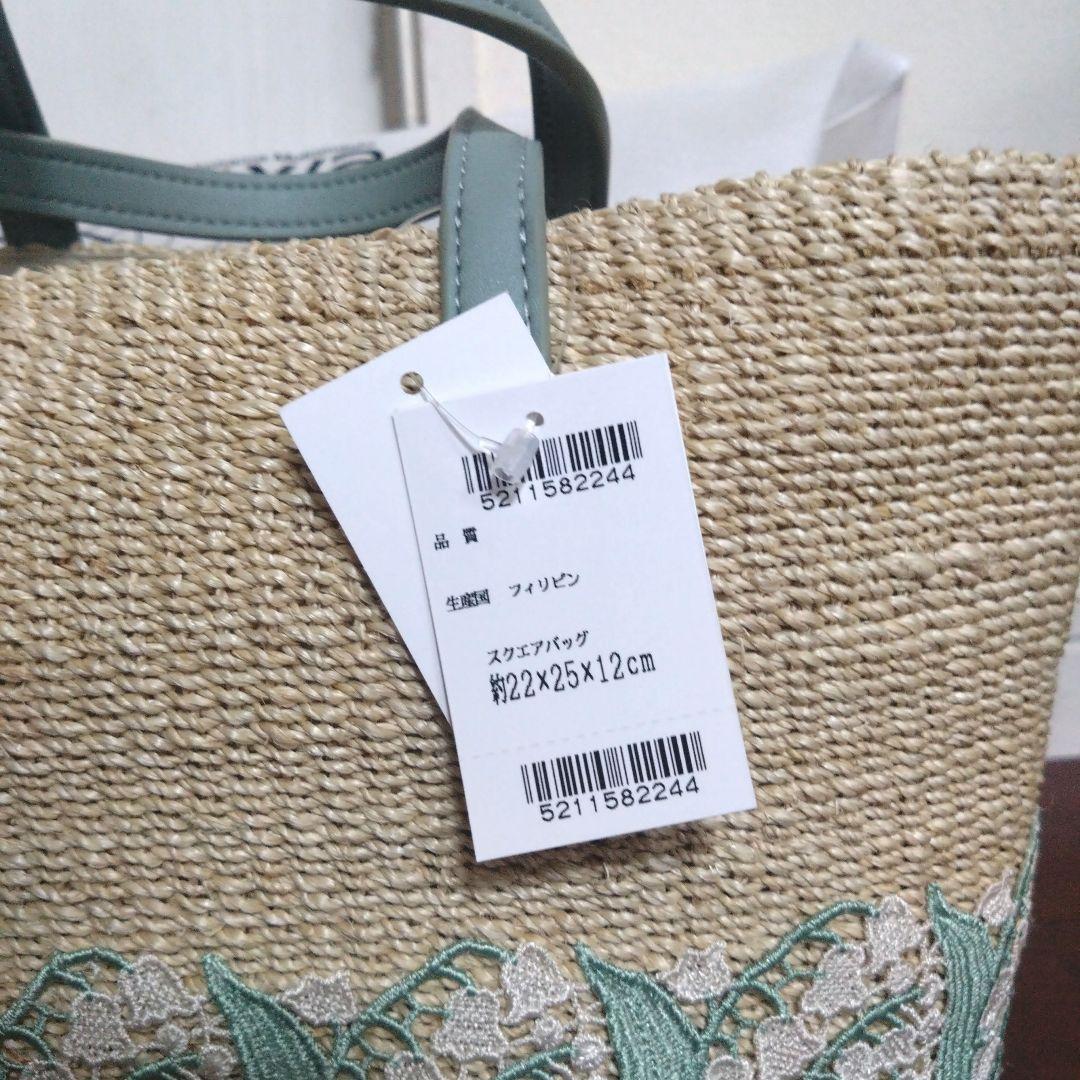 5211582244
品 質
生産国 フィリピン
スクエアバッグ
約22×25×12cm
5211582244